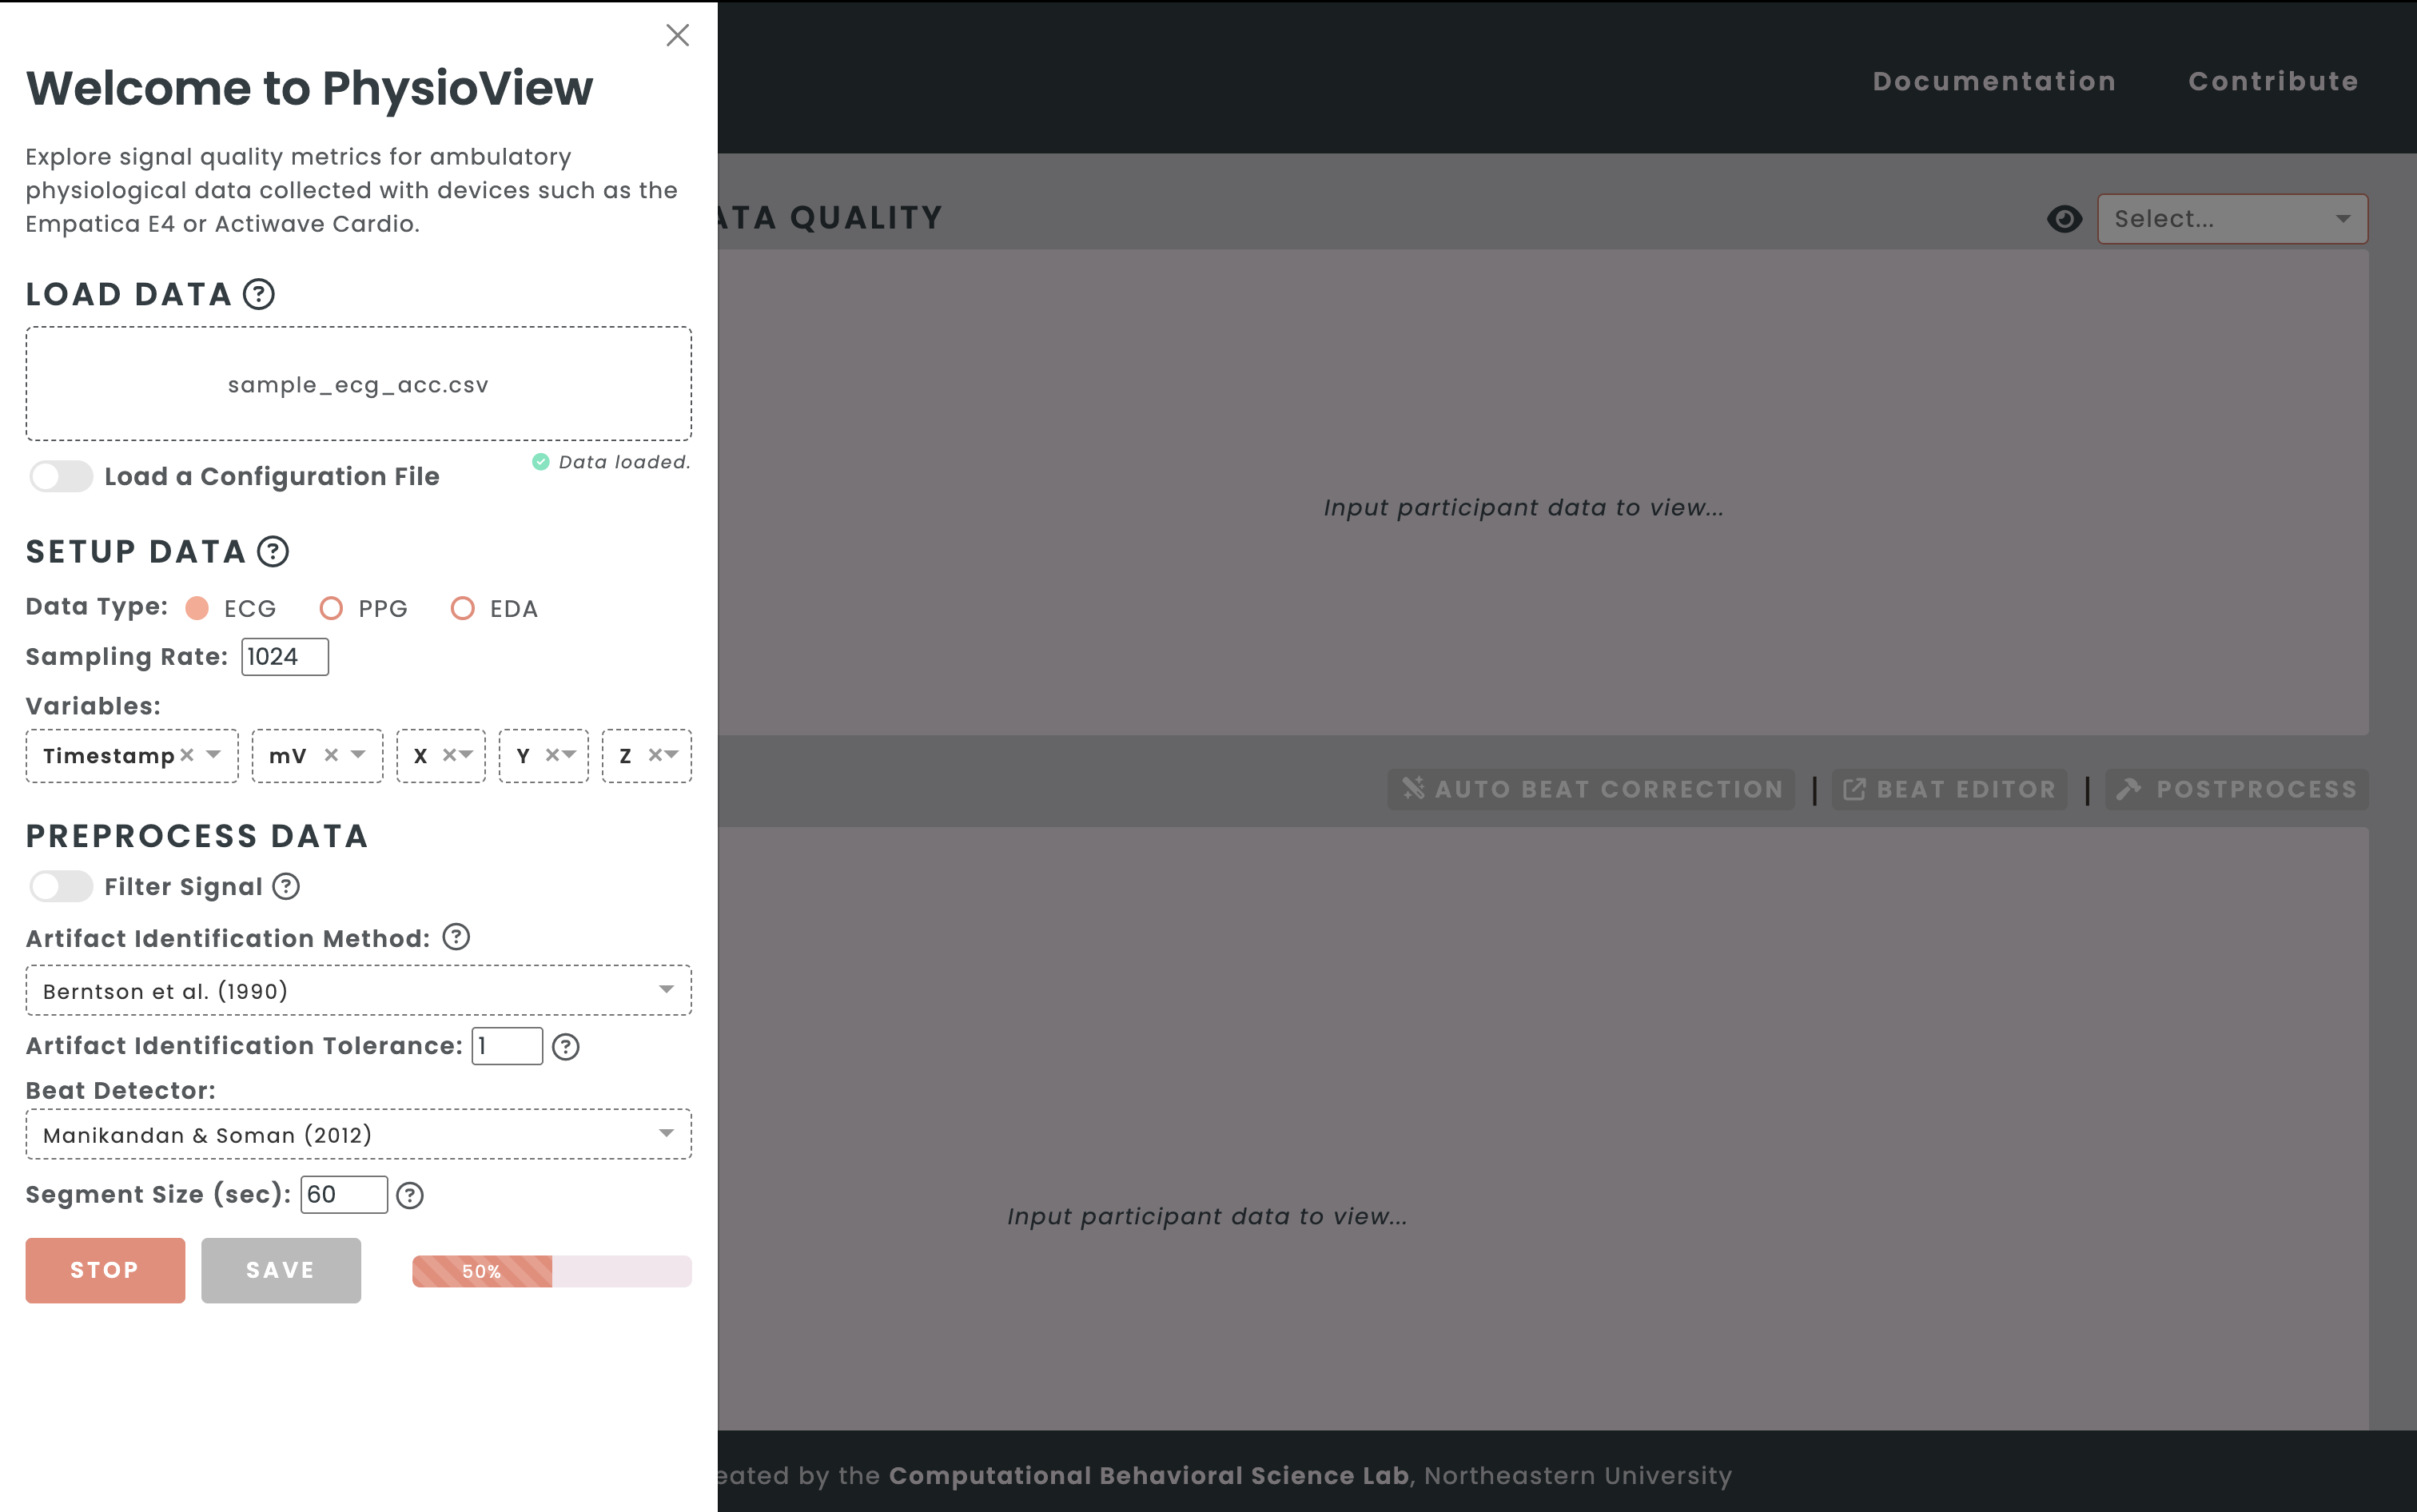 Welcome to PhysioView
Explore signal quality metrics for ambulatory
physiological data collected with devices such as the
Empatica E4 or Actiwave Cardio.
LOAD DATA ?
sample_ecg_acc.csv
Load a Configuration File
Data loaded.
SETUP DATA ?
Data Type: ECG PPG EDA
Sampling Rate: 1024
Variables:
Timestamp × mV × X × Y × Z ×
PREPROCESS DATA
Filter Signal ?
Artifact Identification Method: ?
Berntson et al. (1990)
Artifact Identification Tolerance: 1 ?
Beat Detector:
Manikandan & Soman (2012)
Segment Size (sec): 60 ?
STOP SAVE 50%
Documentation Contribute
ATA QUALITY
Select...
Input participant data to view...
AUTO BEAT CORRECTION | BEAT EDITOR | POSTPROCESS
Input participant data to view...
eated by the Computational Behavioral Science Lab, Northeastern University